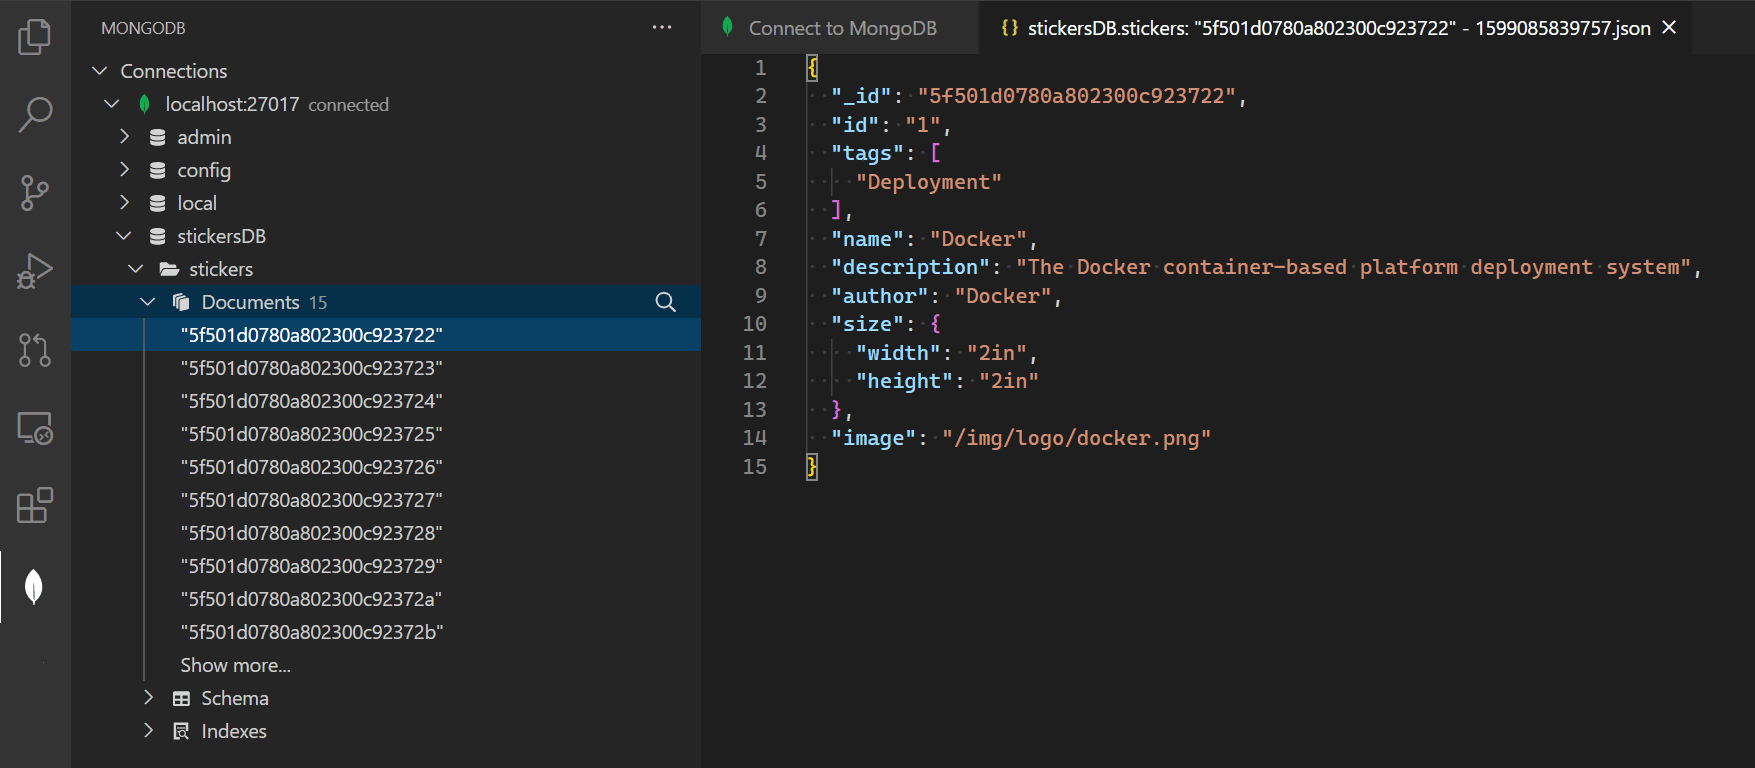 MONGODB
Connections
localhost:27017 connected
admin
config
local
stickersDB
stickers
Documents 15
"5f501d0780a802300c923722"
"5f501d0780a802300c923723"
"5f501d0780a802300c923724"
"5f501d0780a802300c923725"
"5f501d0780a802300c923726"
"5f501d0780a802300c923727"
"5f501d0780a802300c923728"
"5f501d0780a802300c923729"
"5f501d0780a802300c92372a"
"5f501d0780a802300c92372b"
Show more...
Schema
Indexes
Connect to MongoDB
{} stickersDB.stickers: "5f501d0780a802300c923722" - 1599085839757.json
1 {
2 "_id": "5f501d0780a802300c923722",
3 "id": "1",
4 "tags": [
5 "Deployment"
6 ],
7 "name": "Docker",
8 "description": "The Docker container-based platform deployment system",
9 "author": "Docker",
10 "size": {
11 "width": "2in",
12 "height": "2in"
13 },
14 "image": "/img/logo/docker.png"
15 }